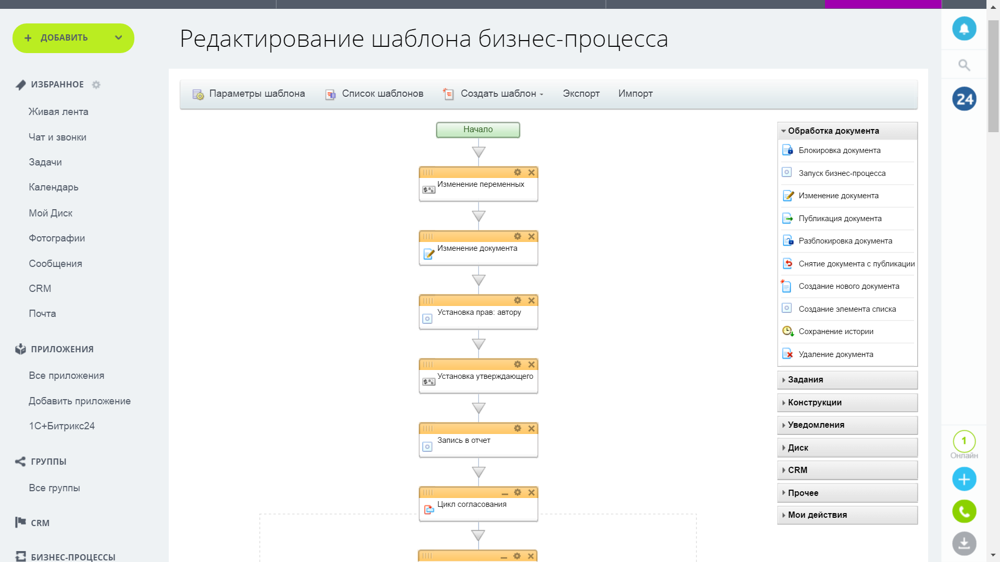 Редактирование шаблона бизнес-процесса
ДОБАВИТЬ
ИЗБРАННОЕ
Живая лента
Чат и звонки
Задачи
Календарь
Мой Диск
Фотографии
Сообщения
CRM
Почта
ПРИЛОЖЕНИЯ
Все приложения
Добавить приложение
1С+Битрикс24
ГРУППЫ
Все группы
CRM
БИЗНЕС-ПРОЦЕССЫ
Параметры шаблона
Список шаблонов
Создать шаблон
Экспорт
Импорт
Начало
Изменение переменных
Изменение документа
Установка прав: автору
Установка утверждающего
Запись в отчет
Цикл согласования
Обработка документа
Блокировка документа
Запуск бизнес-процесса
Изменение документа
Публикация документа
Разблокировка документа
Снятие документа с публикации
Создание нового документа
Создание элемента списка
Сохранение истории
Удаление документа
Задания
Конструкции
Уведомления
Диск
CRM
Прочее
Мои действия
24
1
Онлайн